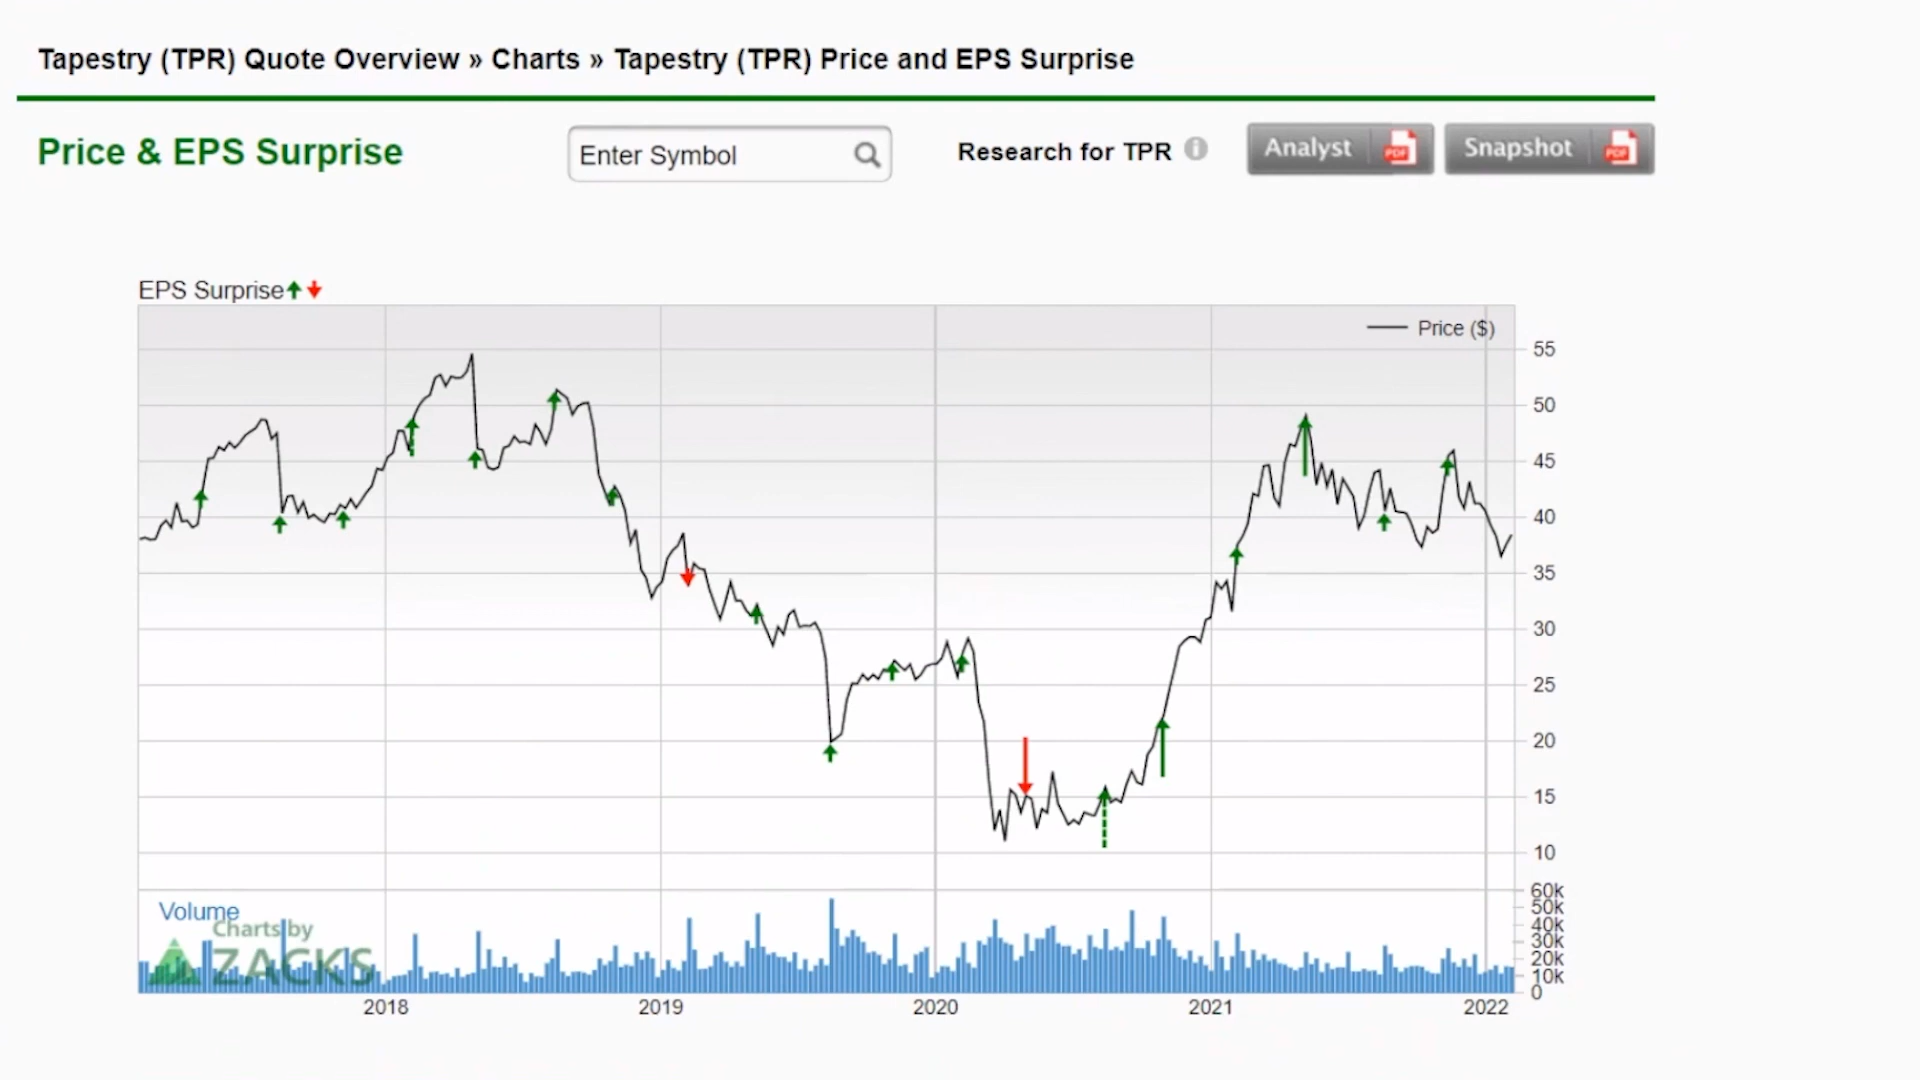 Tapestry (TPR) Quote Overview » Charts » Tapestry (TPR) Price and EPS Surprise
Price & EPS Surprise
Enter Symbol
Research for TPR
Analyst
PDF
Snapshot
PDF
EPS Surprise
Price ($)
55
50
45
40
35
30
25
20
15
10
60k
50k
40k
30k
20k
10k
0
Volume
Charts by
ZACKS
2018
2019
2020
2021
2022